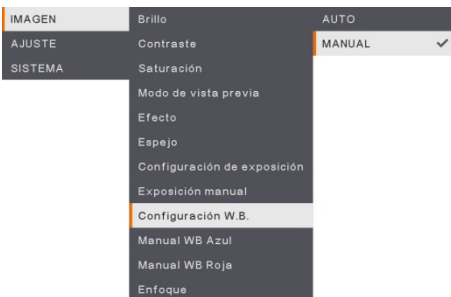 IMAGEN
AJUSTE
SISTEMA
Brillo
Contraste
Saturación
Modo de vista previa
Efecto
Espejo
Configuración de exposición
Exposición manual
Configuración W.B.
Manual WB Azul
Manual WB Roja
Enfoque
AUTO
MANUAL